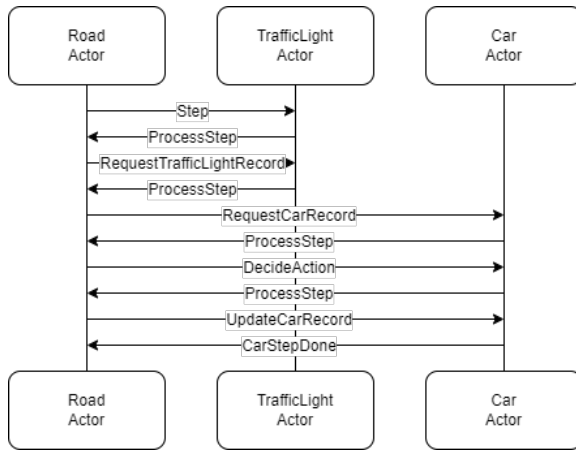 Road
Actor
TrafficLight
Actor
Car
Actor
Step
ProcessStep
RequestTrafficLightRecord
ProcessStep
RequestCarRecord
ProcessStep
DecideAction
ProcessStep
UpdateCarRecord
CarStepDone
Road
Actor
TrafficLight
Actor
Car
Actor